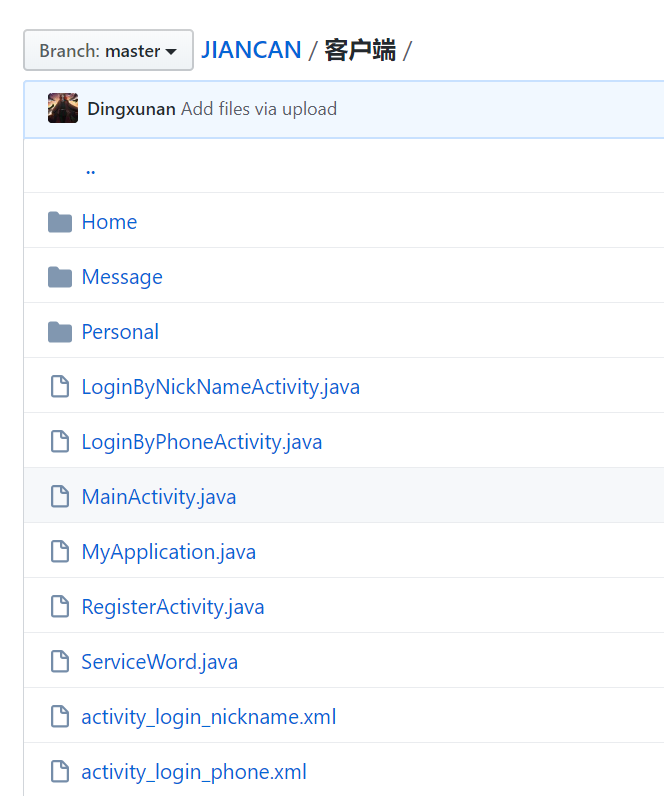 Branch: master JIANCAN / 客户端 /
Dingxunan Add files via upload
..
Home
Message
Personal
LoginByNickNameActivity.java
LoginByPhoneActivity.java
MainActivity.java
MyApplication.java
RegisterActivity.java
ServiceWord.java
activity_login_nickname.xml
activity_login_phone.xml